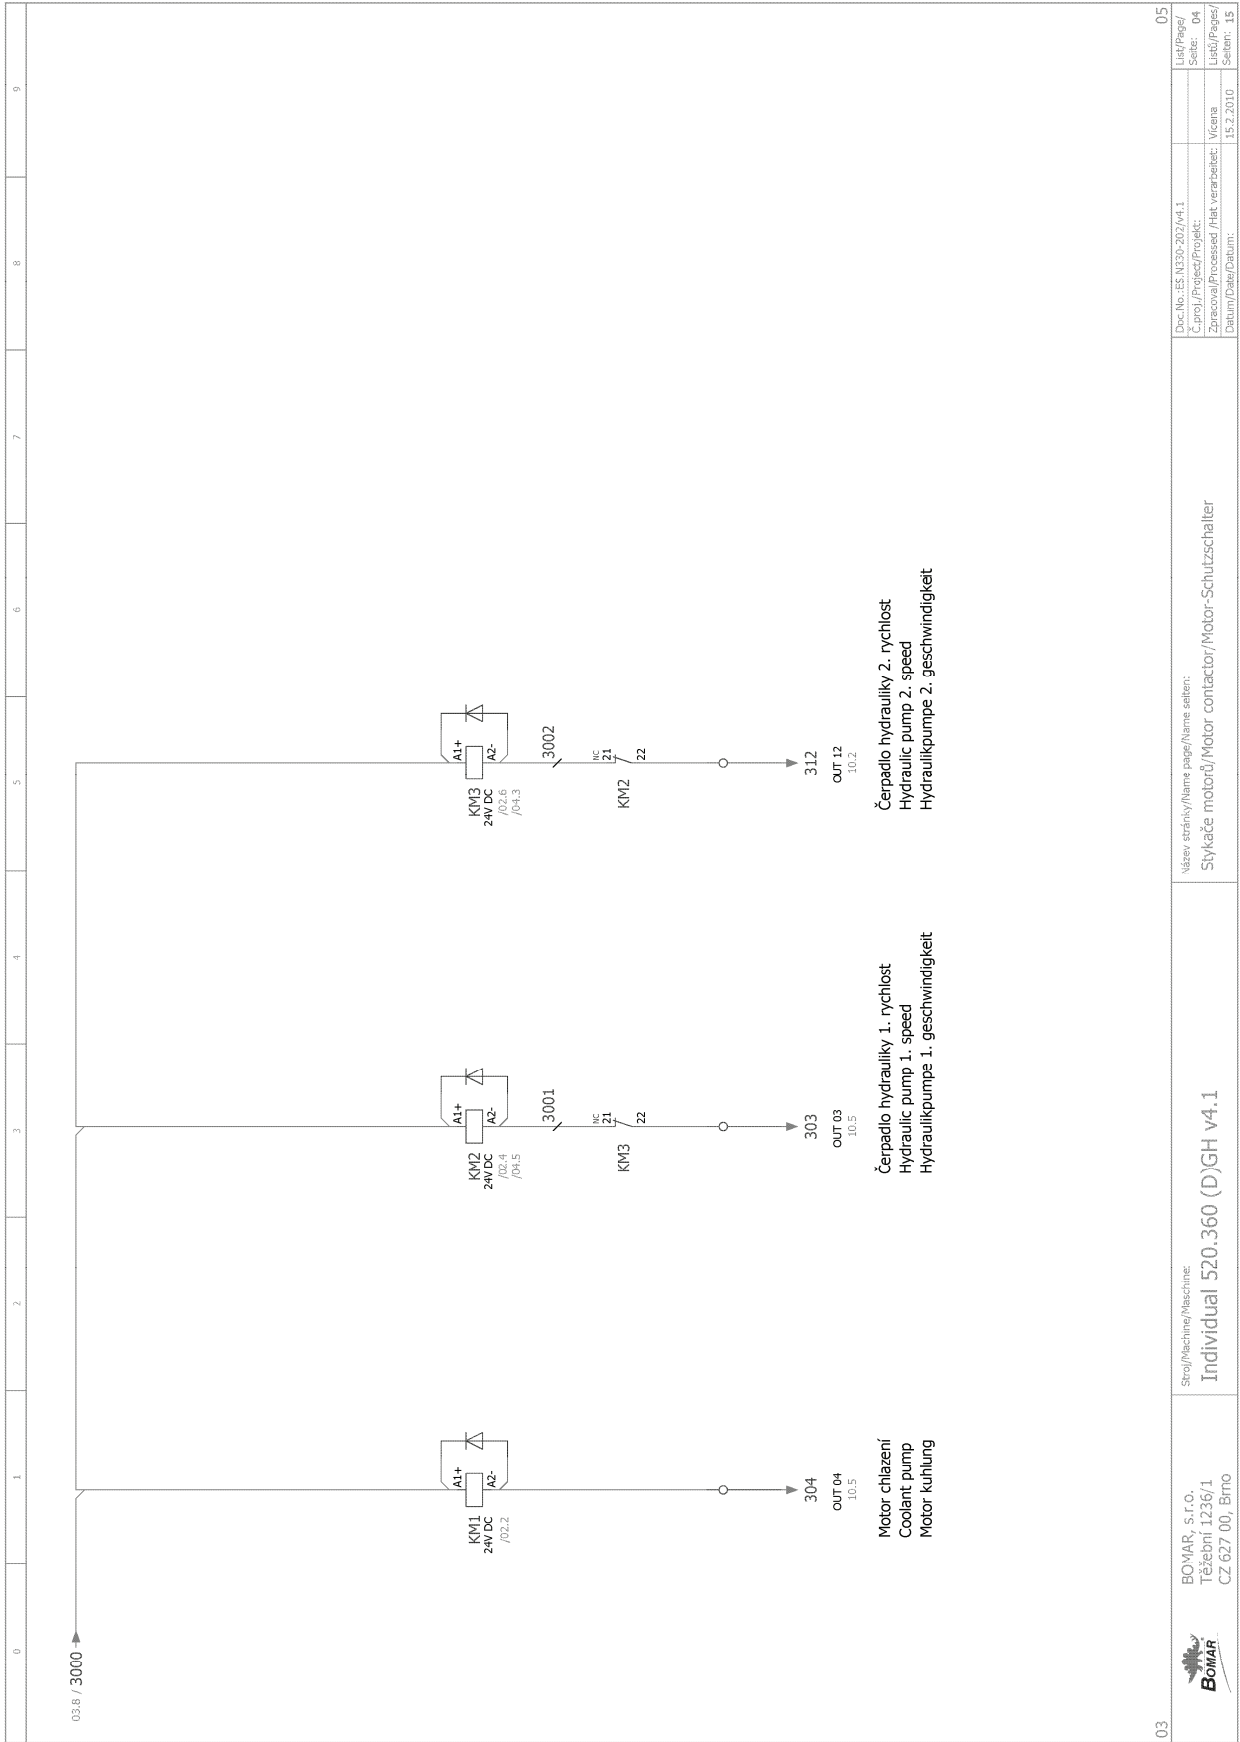 0 1 2 3 4 5 6 7 8 9
03.8 / 3000
KM1
24V DC
/02.2
A1+
A2-
304
OUT 04
10.5
Motor chlazení
Coolant pump
Motor kuhlung
KM2
24V DC
/02.4
/04.5
A1+
A2-
3001
NC
21
22
KM3
303
OUT 03
10.5
Čerpadlo hydrauliky 1. rychlost
Hydraulic pump 1. speed
Hydraulikpumpe 1. geschwindigkeit
KM3
24V DC
/02.6
/04.3
A1+
A2-
3002
NC
21
22
KM2
312
OUT 12
10.2
Čerpadlo hydrauliky 2. rychlost
Hydraulic pump 2. speed
Hydraulikpumpe 2. geschwindigkeit
03
05
BOMAR
BOMAR, s.r.o.
Těžební 1236/1
CZ 627 00, Brno
Stroj/Machine/Maschine:
Individual 520.360 (D)GH v4.1
Název stránky/Name page/Name seiten:
Stykače motorů/Motor contactor/Motor-Schutzschalter
Doc.No.:ES.N330-202/v4.1
Č.proj./Project/Projekt:
Zpracoval/Processed /Hat verarbeitet: Vicena
Datum/Date/Datum: 15.2.2010
List/Page/
Seite: 04
Listů/Pages/
Seiten: 15